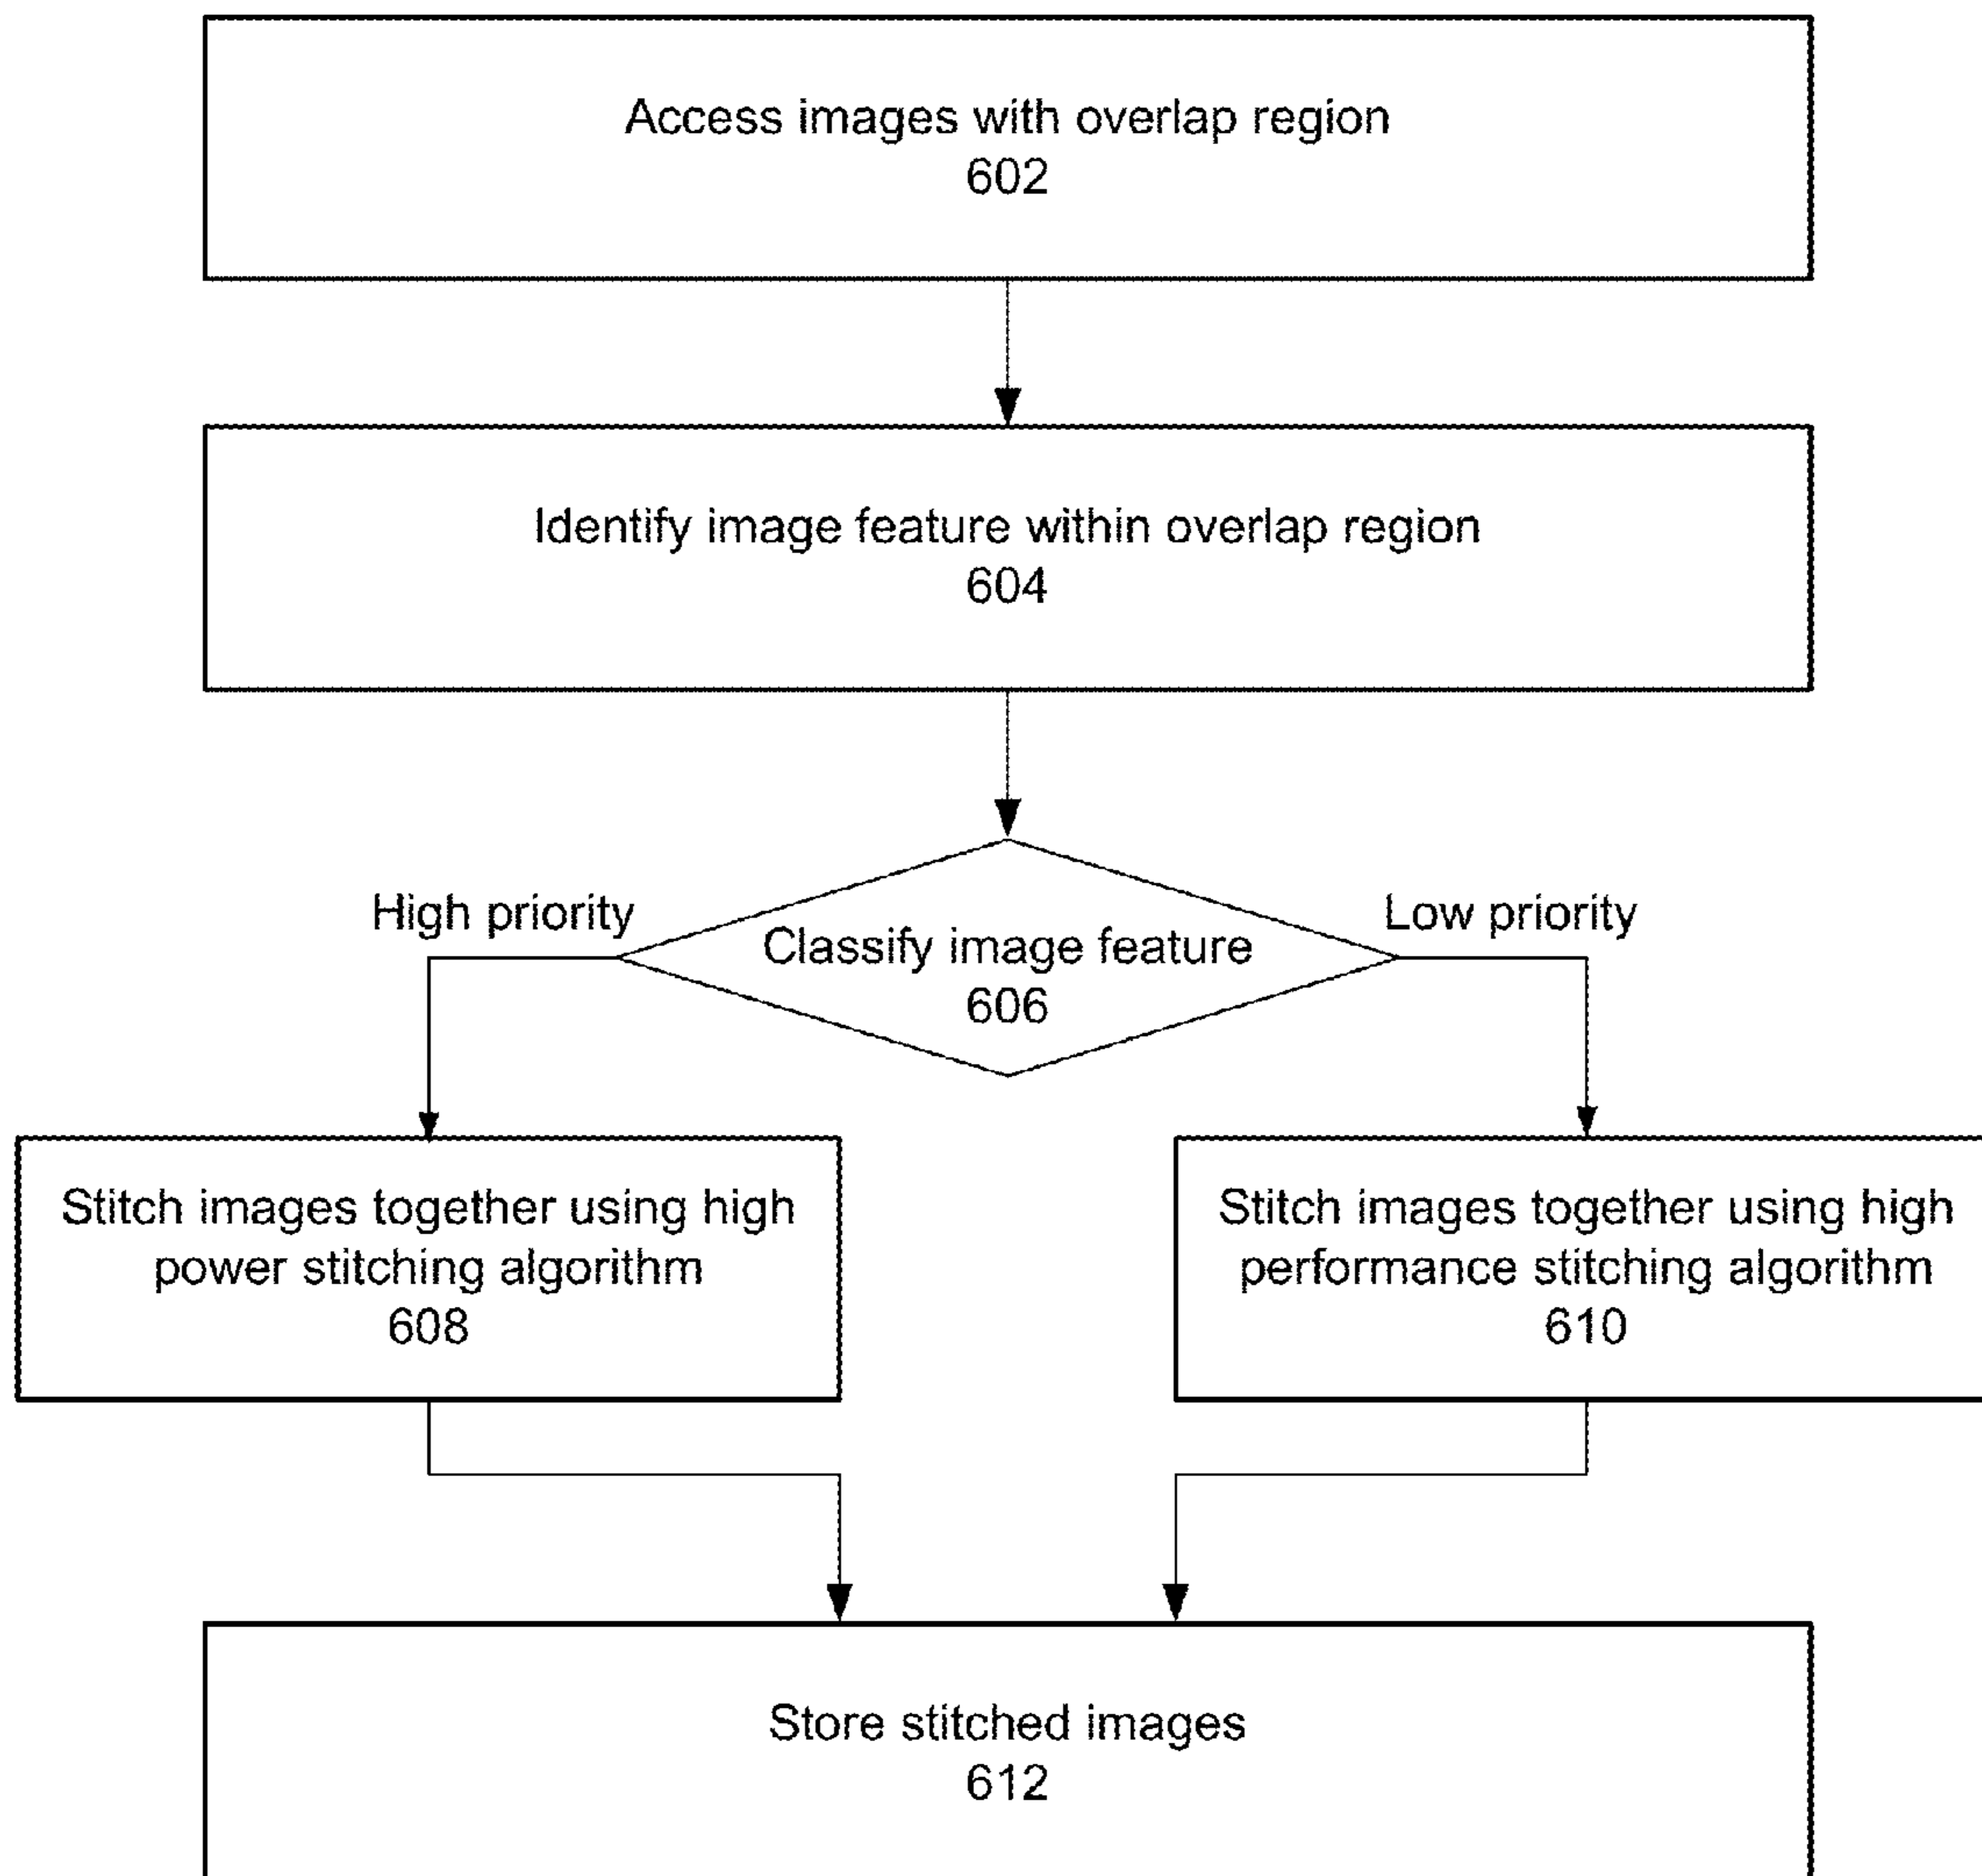 Access images with overlap region
602
Identify image feature within overlap region
604
High priority
Low priority
Classify image feature
606
Stitch images together using high
power stitching algorithm
608
Stitch images together using high
performance stitching algorithm
610
Store stitched images
612